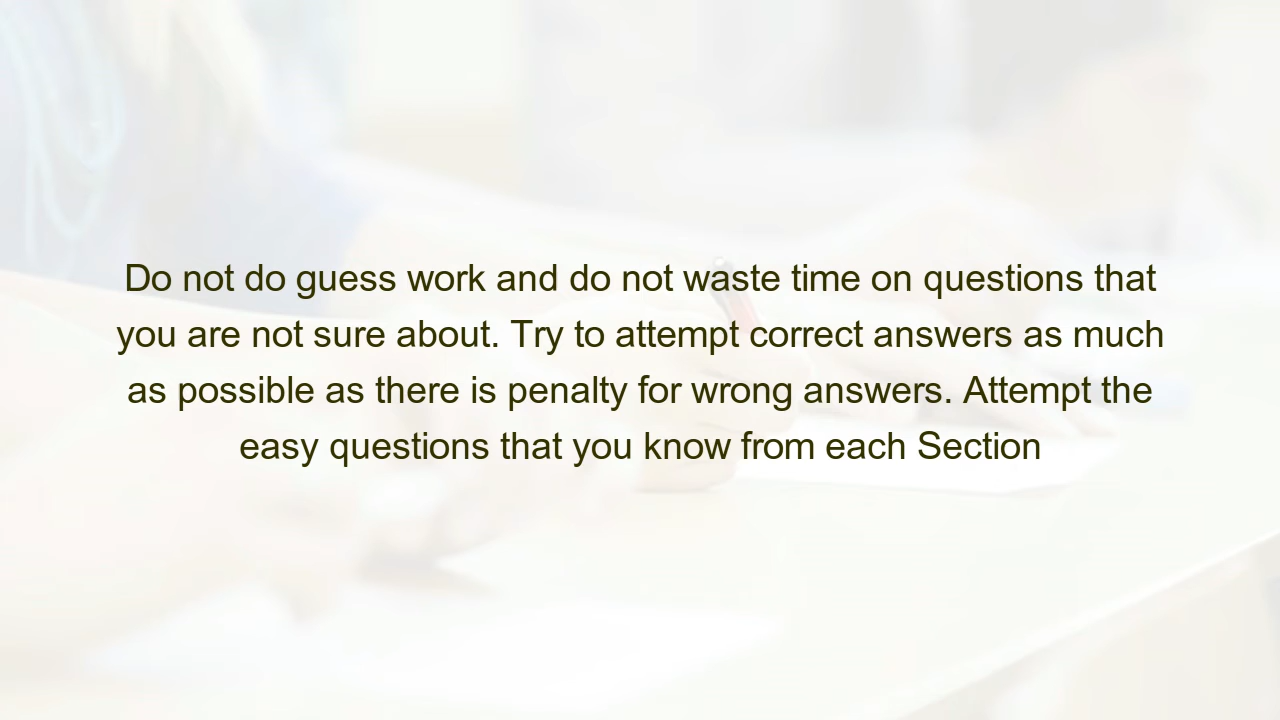 Do not do guess work and do not waste time on questions that
you are not sure about. Try to attempt correct answers as much
as possible as there is penalty for wrong answers. Attempt the
easy questions that you know from each Section